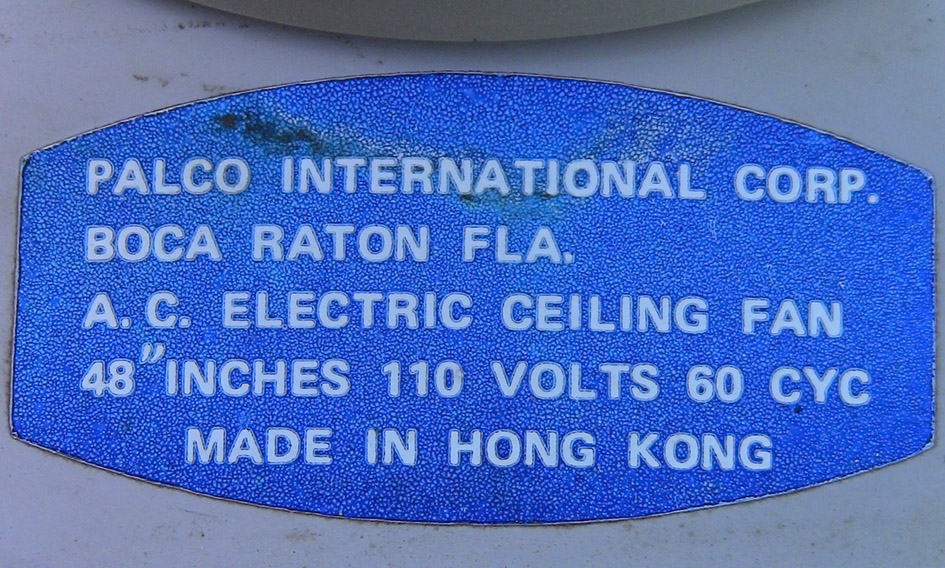 PALCO INTERNATIONAL CORP.
BOCA RATON FLA.
A.C. ELECTRIC CEILING FAN
48" INCHES 110 VOLTS 60 CYC
MADE IN HONG KONG